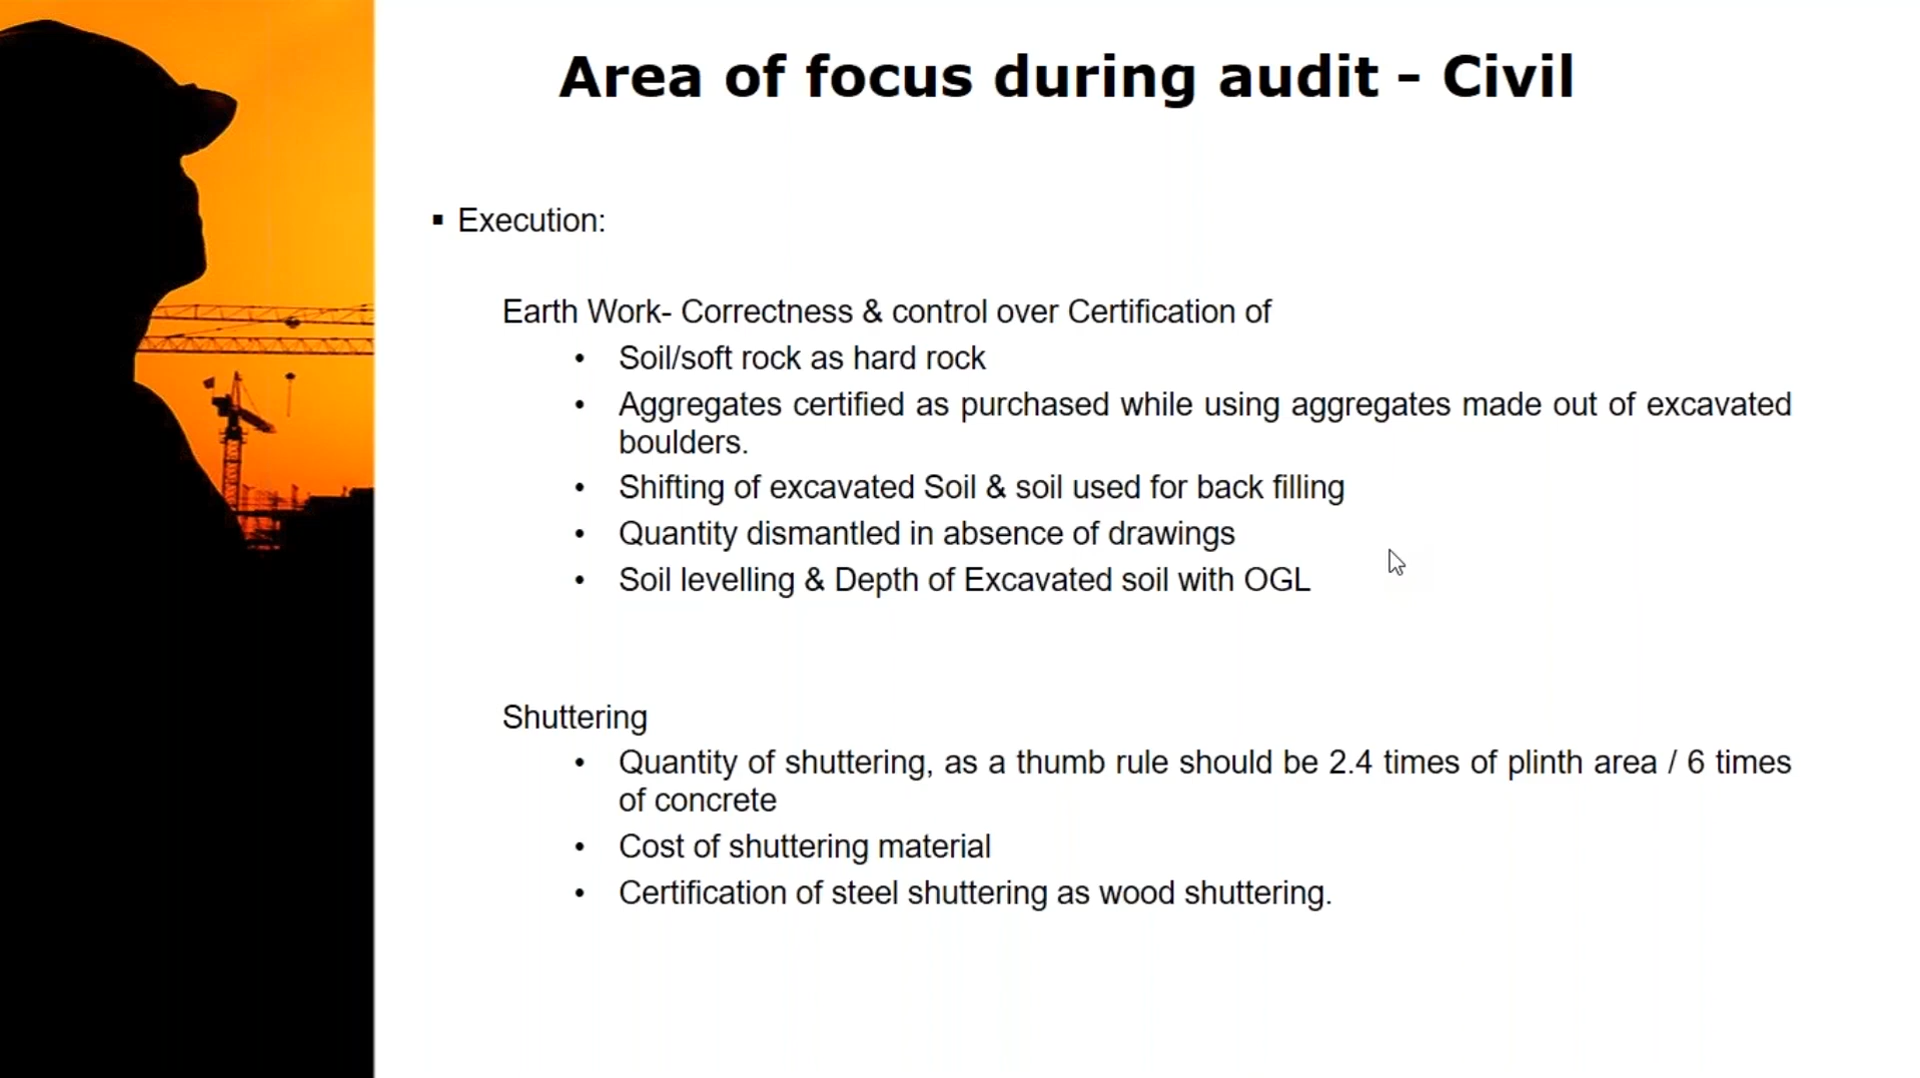 Area of focus during audit – Civil
▪ Execution:
Earth Work- Correctness & control over Certification of
• Soil/soft rock as hard rock
• Aggregates certified as purchased while using aggregates made out of excavated
boulders.
• Shifting of excavated Soil & soil used for back filling
• Quantity dismantled in absence of drawings
• Soil levelling & Depth of Excavated soil with OGL
Shuttering
• Quantity of shuttering, as a thumb rule should be 2.4 times of plinth area / 6 times
of concrete
• Cost of shuttering material
• Certification of steel shuttering as wood shuttering.